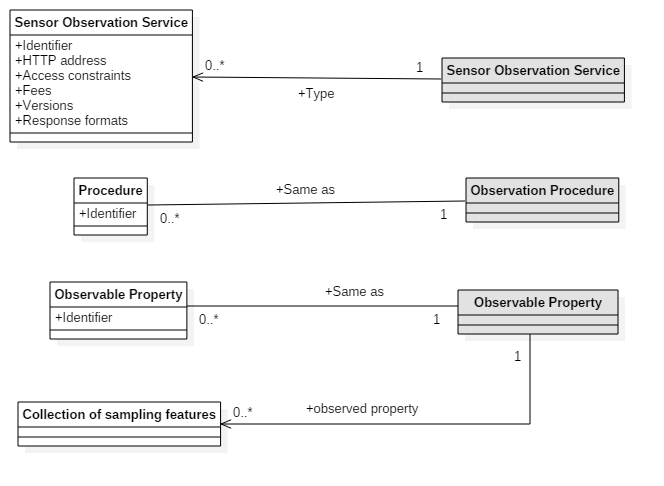 Sensor Observation Service
+Identifier
+HTTP address
+Access constraints
+Fees
+Versions
+Response formats
0..*
1
+Type
Sensor Observation Service
Procedure
+Identifier
0..*
+Same as
1
Observation Procedure
Observable Property
+Identifier
0..*
+Same as
1
Observable Property
1
Collection of sampling features
0..*
+observed property